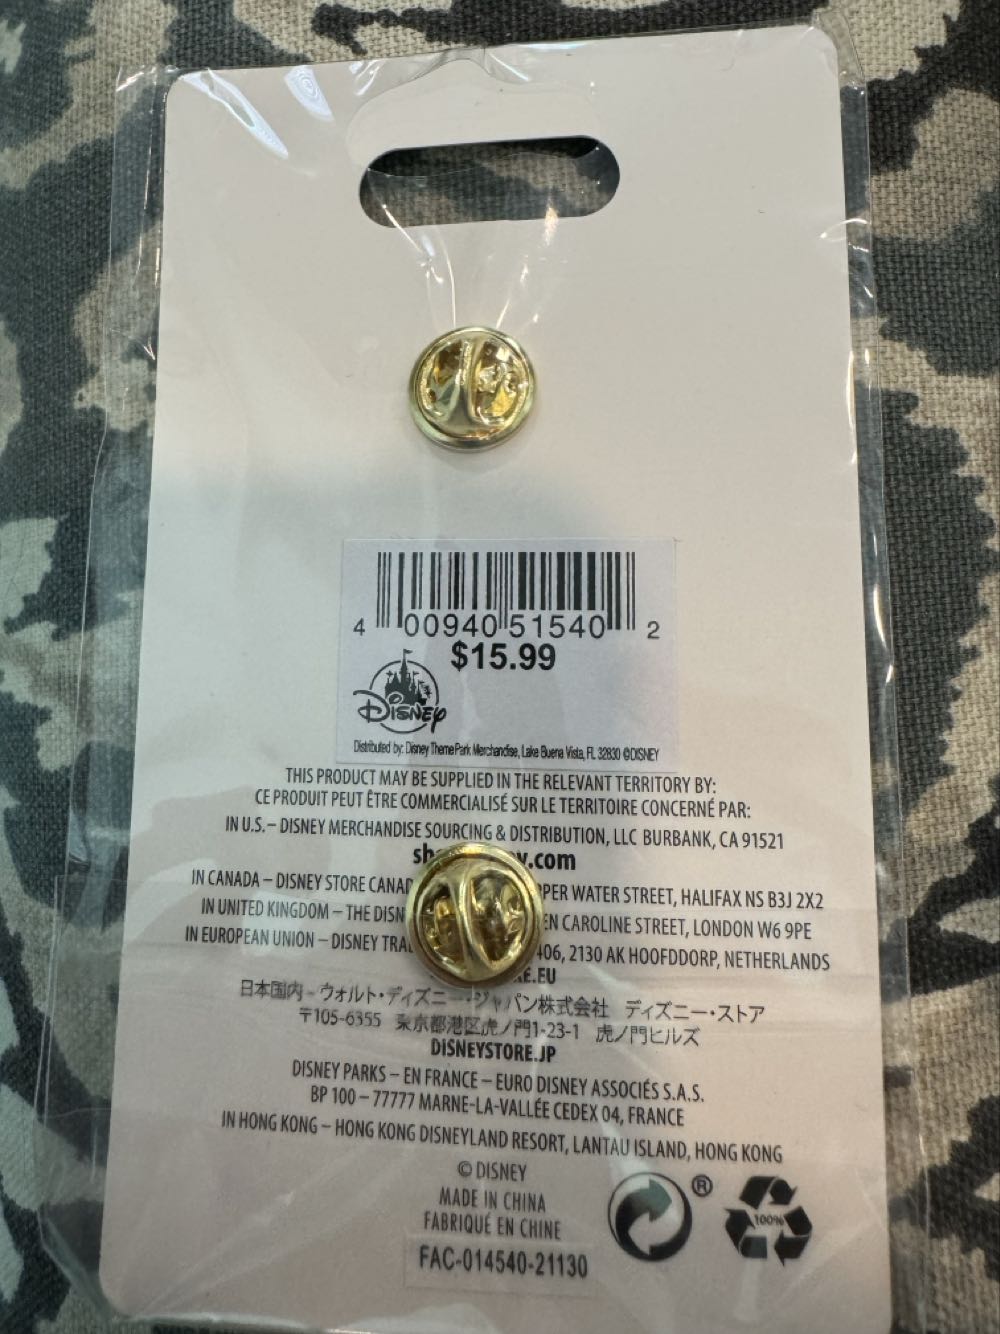 4 00940 51540 2
$15.99
Disney
Distributed by: Disney Theme Park Merchandise, Lake Buena Vista, FL 32830 ©DISNEY
THIS PRODUCT MAY BE SUPPLIED IN THE RELEVANT TERRITORY BY:
CE PRODUIT PEUT ÊTRE COMMERCIALISÉ SUR LE TERRITOIRE CONCERNÉ PAR:
IN U.S. – DISNEY MERCHANDISE SOURCING & DISTRIBUTION, LLC BURBANK, CA 91521
.com
IN CANADA – DISNEY STORE WATER STREET, HALIFAX NS B3J 2X2
IN UNITED KINGDOM – THE CAROLINE STREET, LONDON W6 9PE
IN EUROPEAN UNION – DISNEY 2130 AK HOOFDDORP, NETHERLANDS
.EU
日本国内 - ウォルト・ディズニー・ジャパン株式会社 ディズニー・ストア
〒105-6355 東京都港区虎ノ門1-23-1 虎ノ門ヒルズ
DISNEYSTORE.JP
DISNEY PARKS – EN FRANCE – EURO DISNEY ASSOCIÉS S.A.S.
BP 100 – 77777 MARNE-LA-VALLÉE CEDEX 04, FRANCE
IN HONG KONG – HONG KONG DISNEYLAND RESORT, LANTAU ISLAND, HONG KONG
© DISNEY
MADE IN CHINA
FABRIQUÉ EN CHINE
®
100%
FAC-014540-21130